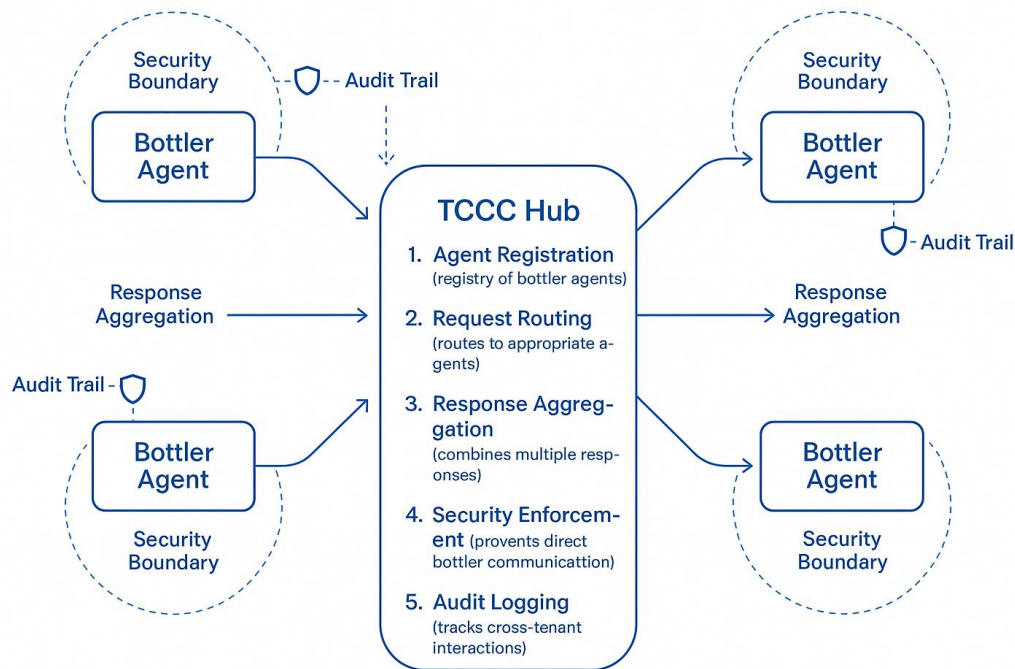 Security
Boundary
Bottler
Agent
Audit Trail
Security
Boundary
Bottler
Agent
Audit Trail
Response
Aggregation
Audit Trail
Bottler
Agent
Security
Boundary
TCCC Hub
1. Agent Registration
(registry of bottler agents)
2. Request Routing
(routes to appropriate a-
gents)
3. Response Aggreg-
gation
(combines multiple resp-
onses)
4. Security Enforcem-
ent (provents direct
bottler communicattion)
5. Audit Logging
(tracks cross-tenant
interactions)
Response
Aggregation
Bottler
Agent
Security
Boundary